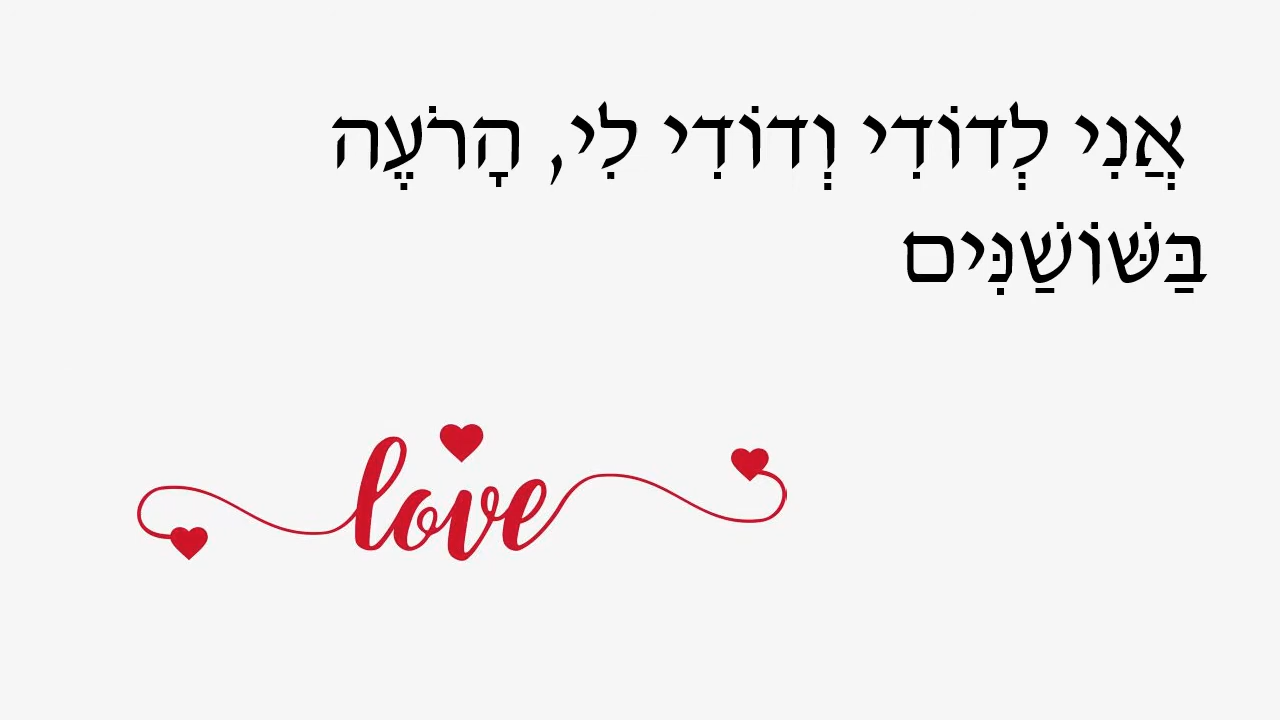 אֲנִי לְדוֹדִי וְדוֹדִי לִי, הָרֹעֶה
בַּשּׁוֹשַׁנִּים
love